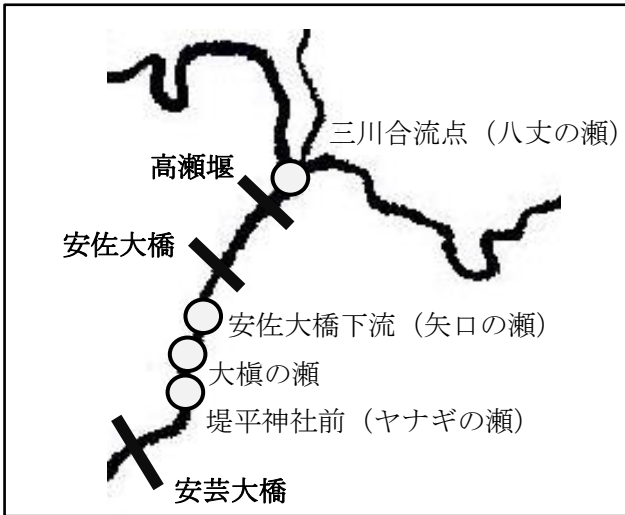 三川合流点（八丈の瀬）
高瀬堰
安佐大橋
安佐大橋下流（矢口の瀬）
大槇の瀬
堤平神社前（ヤナギの瀬）
安芸大橋